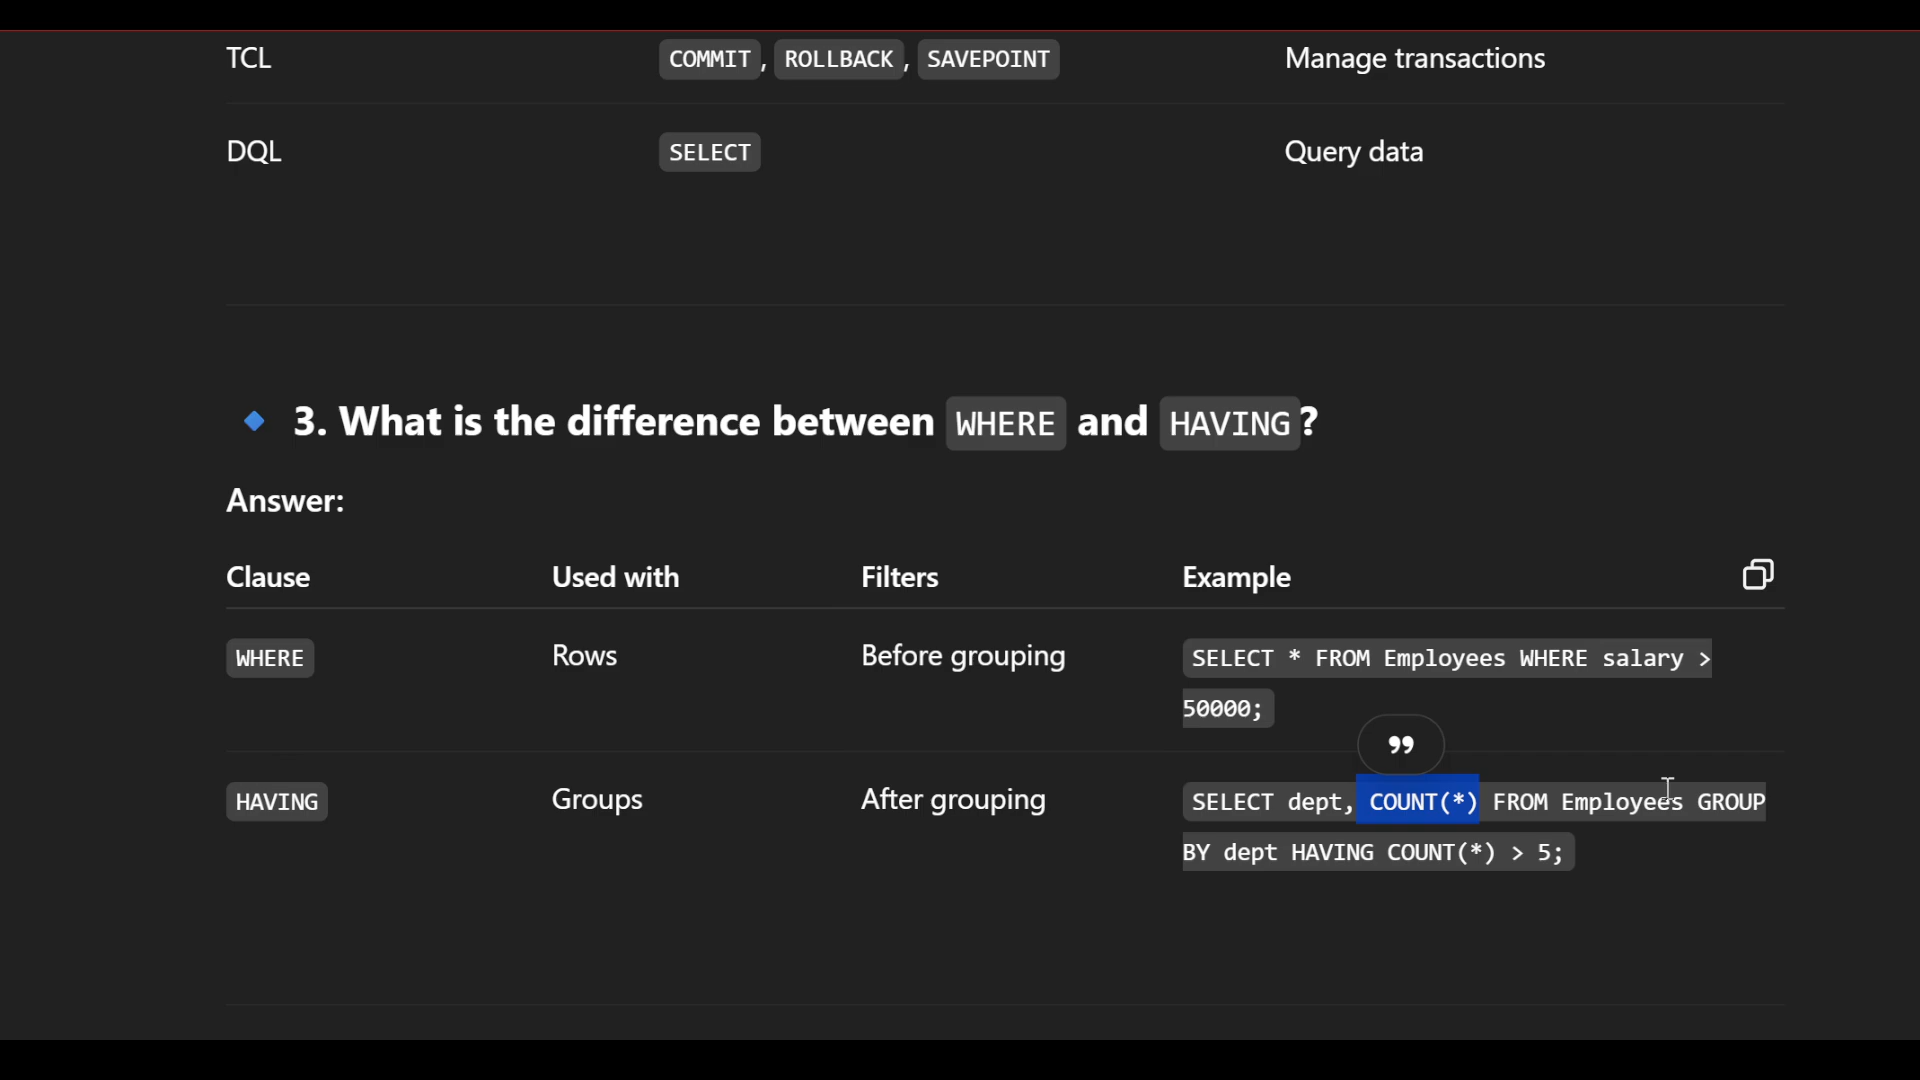 TCL COMMIT, ROLLBACK, SAVEPOINT Manage transactions
DQL SELECT Query data
3. What is the difference between WHERE and HAVING?
Answer:
Clause Used with Filters Example
WHERE Rows Before grouping SELECT * FROM Employees WHERE salary >
50000;
HAVING Groups After grouping SELECT dept, COUNT(*) FROM Employees GROUP
BY dept HAVING COUNT(*) > 5;